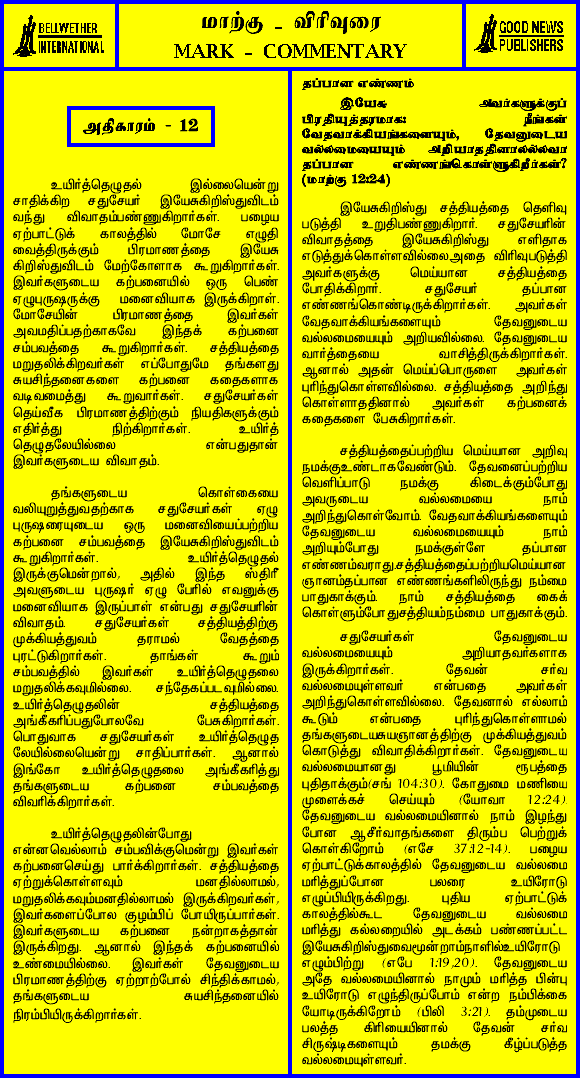 BELLWETHER
INTERNATIONAL
மாற்கு - விரிவுரை
MARK - COMMENTARY
GOOD NEWS
PUBLISHERS
அதிகாரம் - 12
உயிர்த்தெழுதல் இல்லையென்று
சாதிக்கிற சதுசேயர் இயேசுகிறிஸ்துவிடம்
வந்து விவாதம்பண்ணுகிறார்கள். பழைய
ஏற்பாட்டுக் காலத்தில் மோசே எழுதி
வைத்திருக்கும் பிரமாணத்தை இயேசு
கிறிஸ்துவிடம் மேற்கோளாக கூறுகிறார்கள்.
இவர்களுடைய கற்பனையில் ஒரு பெண்
ஏழுபுருஷருக்கு மனைவியாக இருக்கிறாள்.
மோசேயின் பிரமாணத்தை இவர்கள்
அவமதிப்பதற்காகவே இந்தக் கற்பனை
சம்பவத்தை கூறுகிறார்கள். சத்தியத்தை
மறுதலிக்கிறவர்கள் எப்போதுமே தங்களது
சுயசிந்தனைகளை கற்பனை கதைகளாக
வடிவமைத்து கூறுவார்கள். சதுசேயர்கள்
தெய்வீக பிரமாணத்திற்கும் நியதிகளுக்கும்
எதிர்த்து நிற்கிறார்கள். உயிர்த்
தெழுதலேயில்லை என்பதுதான்
இவர்களுடைய விவாதம்.
தங்களுடைய கொள்கையை
வலியுறுத்துவதற்காக சதுசேயர்கள் ஏழு
புருஷரையுடைய ஒரு மனைவியைப்பற்றிய
கற்பனை சம்பவத்தை இயேசுகிறிஸ்துவிடம்
கூறுகிறார்கள். உயிர்த்தெழுதல்
இருக்குமென்றால், அதில் இந்த ஸ்திரீ
அவளுடைய புருஷர் ஏழு பேரில் எவனுக்கு
மனைவியாக இருப்பாள் என்பது சதுசேயரின்
விவாதம். சதுசேயர்கள் சத்தியத்திற்கு
முக்கியத்துவம் தராமல் வேதத்தை
புரட்டுகிறார்கள். தாங்கள் கூறும்
சம்பவத்தில் இவர்கள் உயிர்த்தெழுதலை
மறுதலிக்கவுமில்லை. சந்தேகப்படவுமில்லை.
உயிர்த்தெழுதலின் சத்தியத்தை
அங்கீகரிப்பதுபோலவே பேசுகிறார்கள்.
பொதுவாக சதுசேயர்கள் உயிர்த்தெழுத
லேயில்லையென்று சாதிப்பார்கள். ஆனால்
இங்கோ உயிர்த்தெழுதலை அங்கீகரித்து
தங்களுடைய கற்பனை சம்பவத்தை
விவரிக்கிறார்கள்.
உயிர்த்தெழுதலின்போது
என்னவெல்லாம் சம்பவிக்குமென்று இவர்கள்
கற்பனைசெய்து பார்க்கிறார்கள். சத்தியத்தை
ஏற்றுக்கொள்ளவும் மனதில்லாமல்,
மறுதலிக்கவும்மனதில்லாமல் இருக்கிறவர்கள்,
இவர்களைப்போல குழம்பிப் போயிருப்பார்கள்.
இவர்களுடைய கற்பனை நன்றாகத்தான்
இருக்கிறது. ஆனால் இந்தக் கற்பனையில்
உண்மையில்லை. இவர்கள் தேவனுடைய
பிரமாணத்திற்கு ஏற்றாற்போல் சிந்திக்காமல்,
தங்களுடைய சுயசிந்தனையில்
நிரம்பியிருக்கிறார்கள்.
தப்பான எண்ணம்
இயேசு அவர்களுக்குப்
பிரதியுத்தரமாக: நீங்கள்
வேதவாக்கியங்களையும், தேவனுடைய
வல்லமையையும் அறியாததினாலல்லவா
தப்பான எண்ணங்கொள்ளுகிறீர்கள்?
(மாற்கு 12:24)
இயேசுகிறிஸ்து சத்தியத்தை தெளிவு
படுத்தி உறுதிபண்ணுகிறார். சதுசேயரின்
விவாதத்தை இயேசுகிறிஸ்து எளிதாக
எடுத்துக்கொள்ளவில்லை.அதை விரிவுபடுத்தி
அவர்களுக்கு மெய்யான சத்தியத்தை
போதிக்கிறார். சதுசேயர் தப்பான
எண்ணங்கொண்டிருக்கிறார்கள். அவர்கள்
வேதவாக்கியங்களையும் தேவனுடைய
வல்லமையையும் அறியவில்லை. தேவனுடைய
வார்த்தையை வாசித்திருக்கிறார்கள்.
ஆனால் அதன் மெய்ப்பொருளை அவர்கள்
புரிந்துகொள்ளவில்லை. சத்தியத்தை அறிந்து
கொள்ளாததினால் அவர்கள் கற்பனைக்
கதைகளை பேசுகிறார்கள்.
சத்தியத்தைப்பற்றிய மெய்யான அறிவு
நமக்குஉண்டாகவேண்டும். தேவனைப்பற்றிய
வெளிப்பாடு நமக்கு கிடைக்கும்போது
அவருடைய வல்லமையை நாம்
அறிந்துகொள்வோம். வேதவாக்கியங்களையும்
தேவனுடைய வல்லமையையும் நாம்
அறியும்போது நமக்குள்ளே தப்பான
எண்ணம்வராது.சத்தியத்தைப்பற்றியமெய்யான
ஞானம்தப்பான எண்ணங்களிலிருந்து நம்மை
பாதுகாக்கும். நாம் சத்தியத்தை கைக்
கொள்ளும்போதுசத்தியம்நம்மை பாதுகாக்கும்.
சதுசேயர்கள் தேவனுடைய
வல்லமையையும் அறியாதவர்களாக
இருக்கிறார்கள். தேவன் சர்வ
வல்லமையுள்ளவர் என்பதை அவர்கள்
அறிந்துகொள்ளவில்லை. தேவனால் எல்லாம்
கூடும் என்பதை புரிந்துகொள்ளாமல்
தங்களுடையசுயஞானத்திற்கு முக்கியத்துவம்
கொடுத்து விவாதிக்கிறார்கள். தேவனுடைய
வல்லமையானது பூமியின் ரூபத்தை
புதிதாக்கும்(சங் 104:30). கோதுமை மணியை
முளைக்கச் செய்யும் (யோவா 12:24).
தேவனுடைய வல்லமையினால் நாம் இழந்து
போன ஆசீர்வாதங்களை திரும்ப பெற்றுக்
கொள்கிறோம் (எசே 37:12-14). பழைய
ஏற்பாட்டுக்காலத்தில் தேவனுடைய வல்லமை
மரித்துப்போன பலரை உயிரோடு
எழுப்பியிருக்கிறது. புதிய ஏற்பாட்டுக்
காலத்தில்கூட தேவனுடைய வல்லமை
மரித்து கல்லறையில் அடக்கம் பண்ணப்பட்ட
இயேசுகிறிஸ்துவைமூன்றாம்நாளில்உயிரோடு
எழும்பிற்று (எபே 1:19,20). தேவனுடைய
அதே வல்லமையினால் நாமும் மரித்த பின்பு
உயிரோடு எழுந்திருப்போம் என்ற நம்பிக்கை
யோடிருக்கிறோம் (பிலி 3:21). தம்முடைய
பலத்த கிரியையினால் தேவன் சர்வ
சிருஷ்டிகளையும் தமக்கு கீழ்ப்படுத்த
வல்லமையுள்ளவர்.